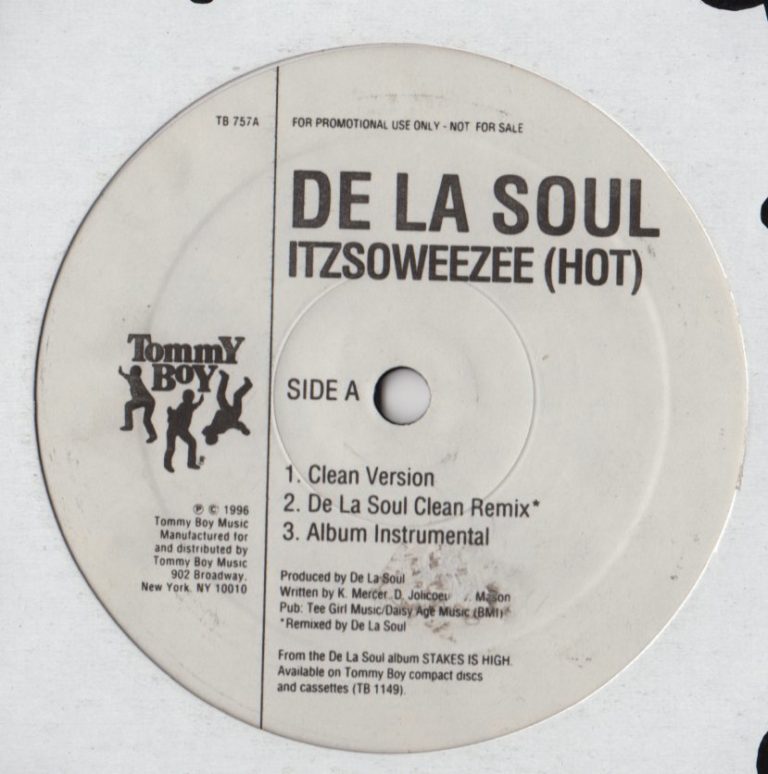 TB 757A
FOR PROMOTIONAL USE ONLY - NOT FOR SALE
DE LA SOUL
ITZSOWEEZEE (HOT)
Tommy
Boy
SIDE A
1. Clean Version
2. De La Soul Clean Remix*
3. Album Instrumental
℗ © 1996
Tommy Boy Music
Manufactured for
and distributed by
Tommy Boy Music
902 Broadway.
New York. NY 10010
Produced by De La Soul
Written by K. Mercer. D. Mason
Pub: Tee Girl Music/Daisy Age Music (BMI)
*Remixed by De La Soul
From the De La Soul album STAKES IS HIGH.
Available on Tommy Boy compact discs
and cassettes (TB 1149).